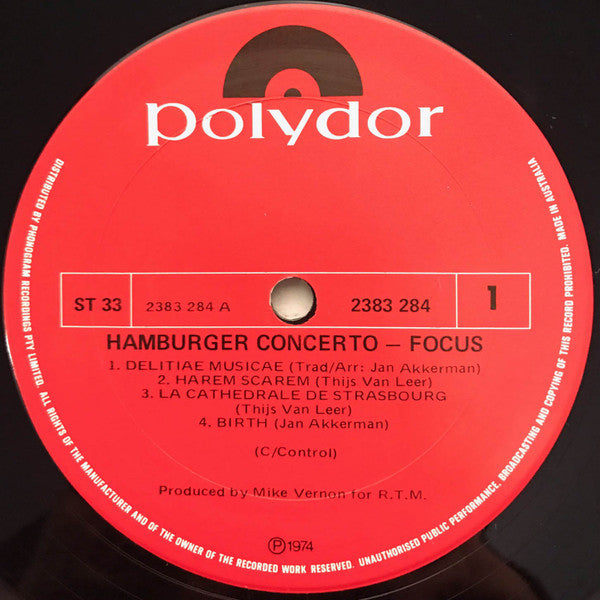 polydor
ST 33
2383 284 A
2383 284
1
HAMBURGER CONCERTO – FOCUS
1. DELITIAE MUSICAE (Trad/Arr: Jan Akkerman)
2. HAREM SCAREM (Thijs Van Leer)
3. LA CATHEDRALE DE STRASBOURG
(Thijs Van Leer)
4. BIRTH (Jan Akkerman)
(C/Control)
Produced by Mike Vernon for R.T.M.
Ⓟ1974
DISTRIBUTED BY PHONOGRAM RECORDINGS PTY LIMITED. ALL RIGHTS OF THE MANUFACTURER AND OF THE OWNER OF THE RECORDED WORK RESERVED. UNAUTHORISED PUBLIC PERFORMANCE, BROADCASTING AND COPYING OF THIS RECORD PROHIBITED. MADE IN AUSTRALIA